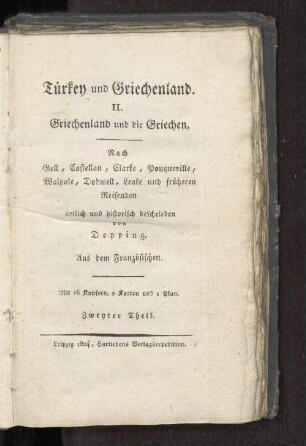 Türkey und Griechenland.
II.
Griechenland und die Griechen,
Nach
Gell, Castellan, Clarke, Pouqueville,
Walpole, Dodwell, Leake und früheren
Reisenden
örtlich und historisch beschrieben
von
Depping.
Aus dem Französischen.
Mit 16 Kupfern, 2 Karten und 1 Plan.
Zweyter Theil.
Leipzig 1824, Hartlebens Verlagsexpedition.